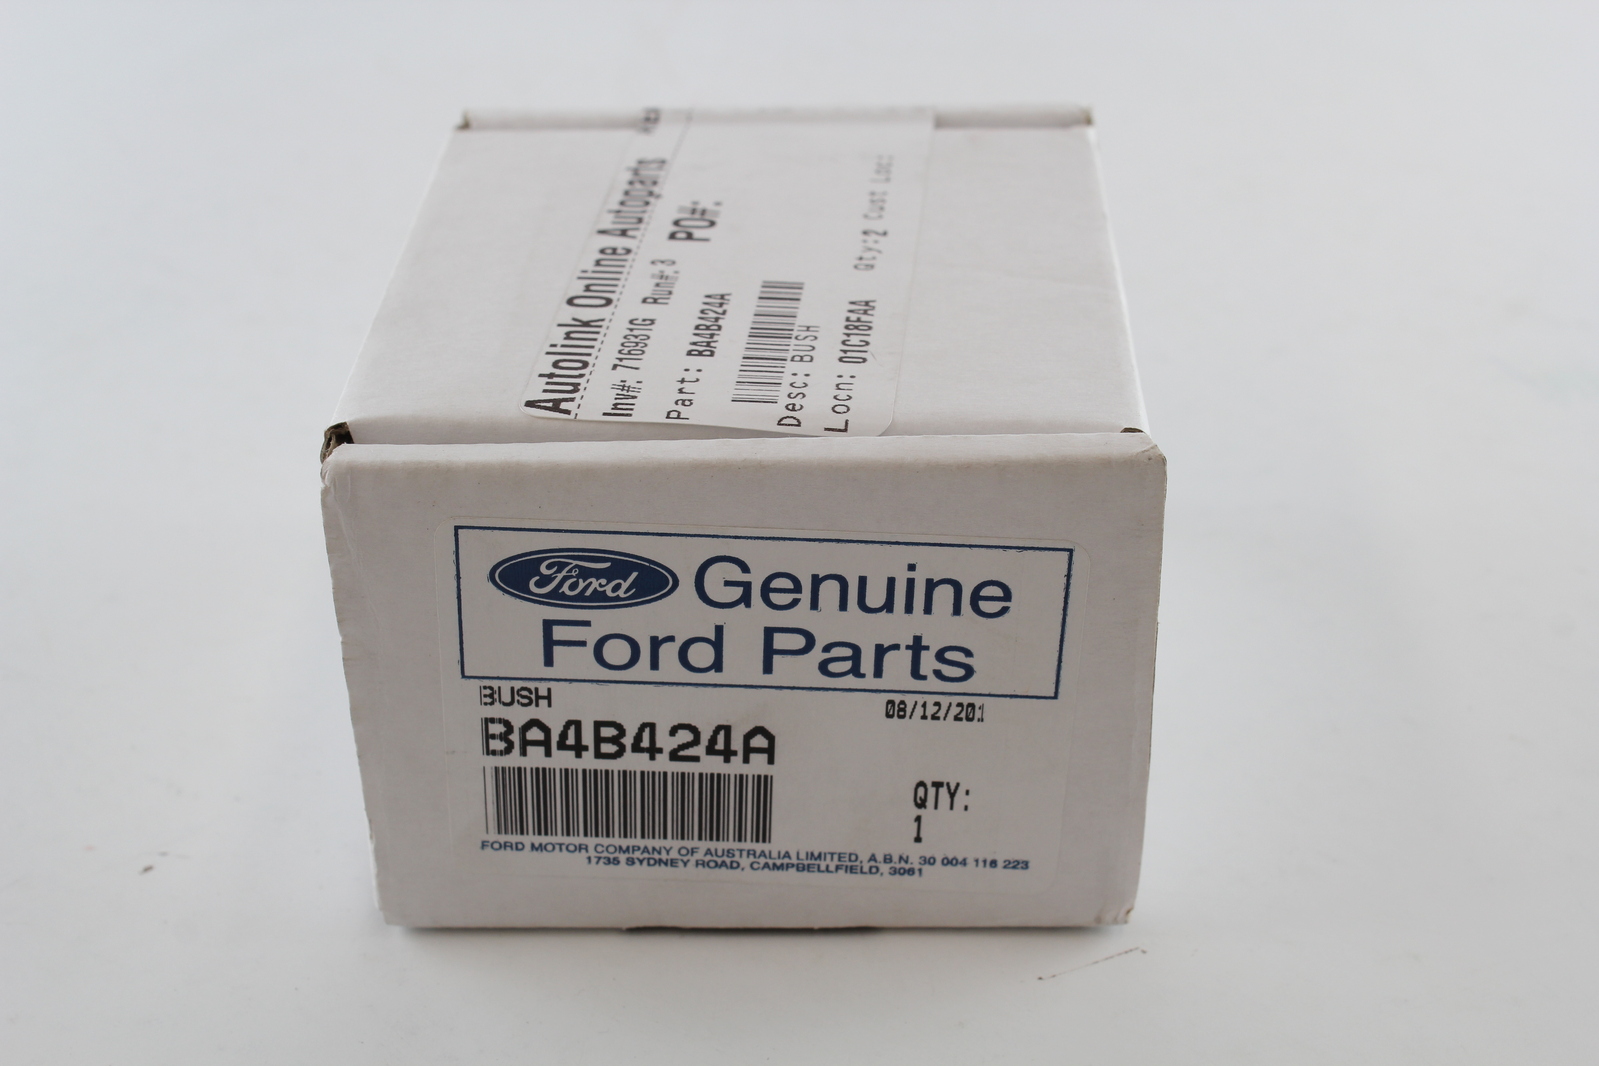 Autolink Online Autoparts
Inv#: 716931G Run#: 3 PO#:
Part: BA4B424A
Desc: BUSH
Locn: 01C18FAA Qty:2 Cust Loc:
Ford Genuine
Ford Parts
BUSH
08/12/201
BA4B424A
QTY:
1
FORD MOTOR COMPANY OF AUSTRALIA LIMITED, A.B.N. 30 004 116 223
1735 SYDNEY ROAD, CAMPBELLFIELD, 3061